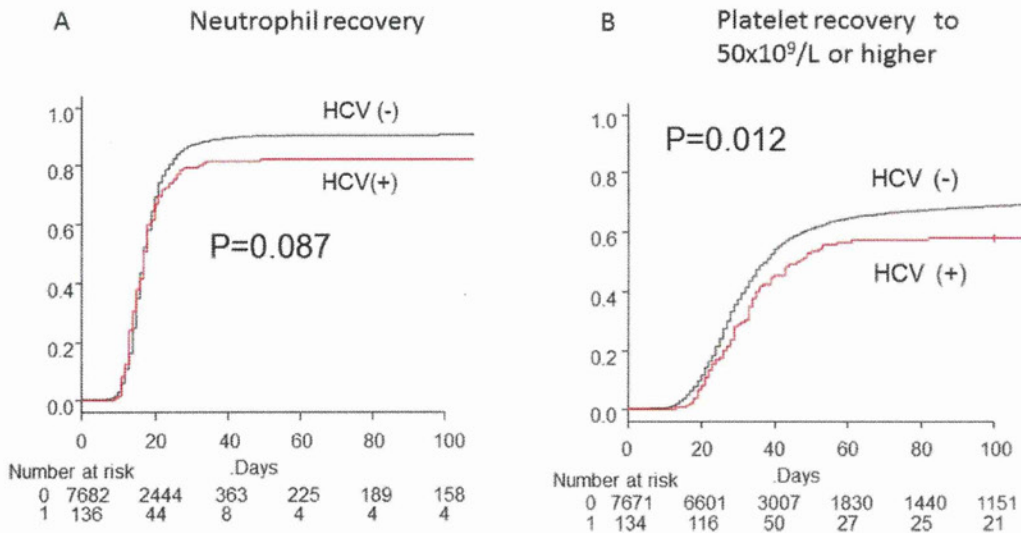 A Neutrophil recovery
1.0
0.8
0.6
0.4
0.2
0.0
HCV (-)
HCV(+)
P=0.087
0 20 40 60 80 100
Number at risk .Days
0 7682 2444 363 225 189 158
1 136 44 8 4 4 4
B Platelet recovery to
50x10⁹/L or higher
1.0
0.8
0.6
0.4
0.2
0.0
P=0.012
HCV (-)
HCV (+)
0 20 40 60 80 100
Number at risk .Days
0 7671 6601 3007 1830 1440 1151
1 134 116 50 27 25 21